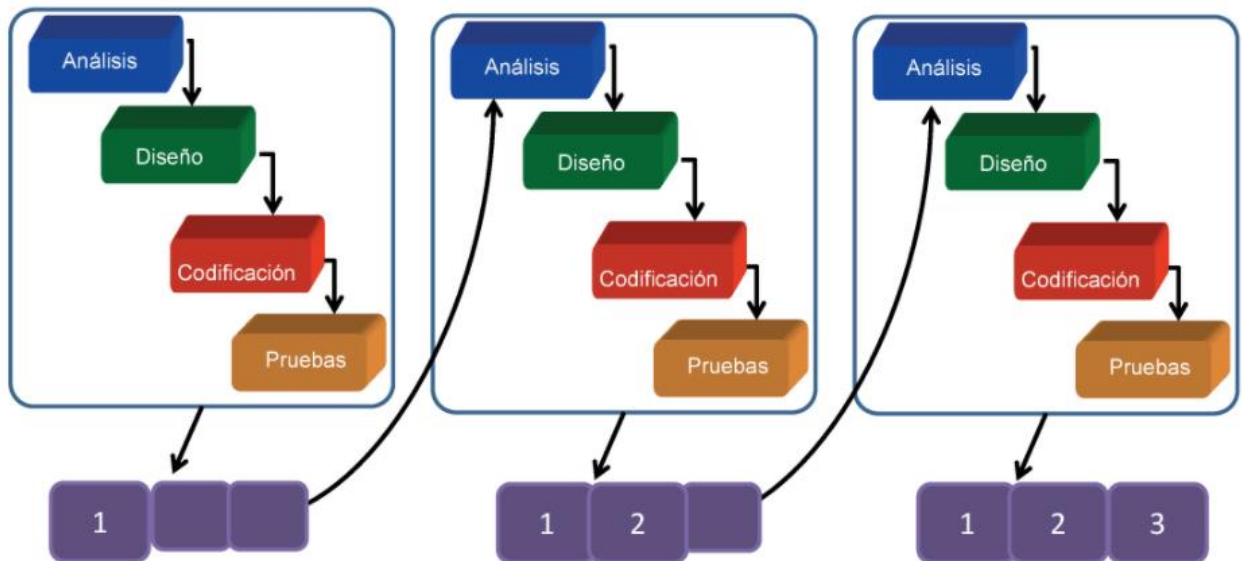 Análisis
Diseño
Codificación
Pruebas
1
Análisis
Diseño
Codificación
Pruebas
1 2
Análisis
Diseño
Codificación
Pruebas
1 2 3